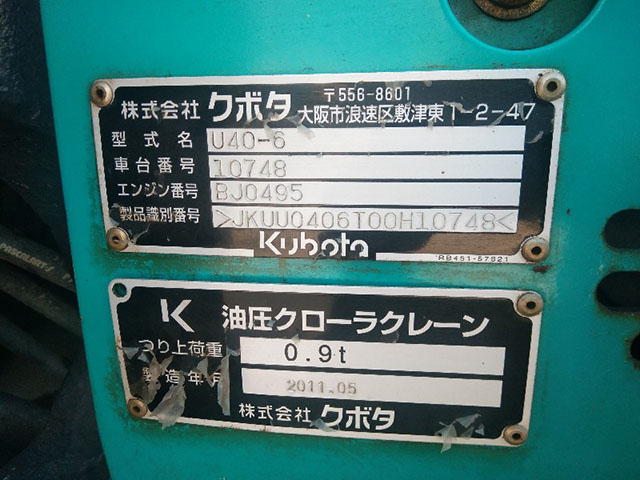 株式会社 クボタ 〒556-8601
大阪市浪速区敷津東1-2-47
型式名 U40-6
車台番号 10748
エンジン番号 BJ0495
製品識別番号 >JKUU0406T00H10748<
Kubota
RB451-57821
油圧クローラクレーン
つり上荷重 0.9t
製造年月 2011.05
株式会社 クボタ